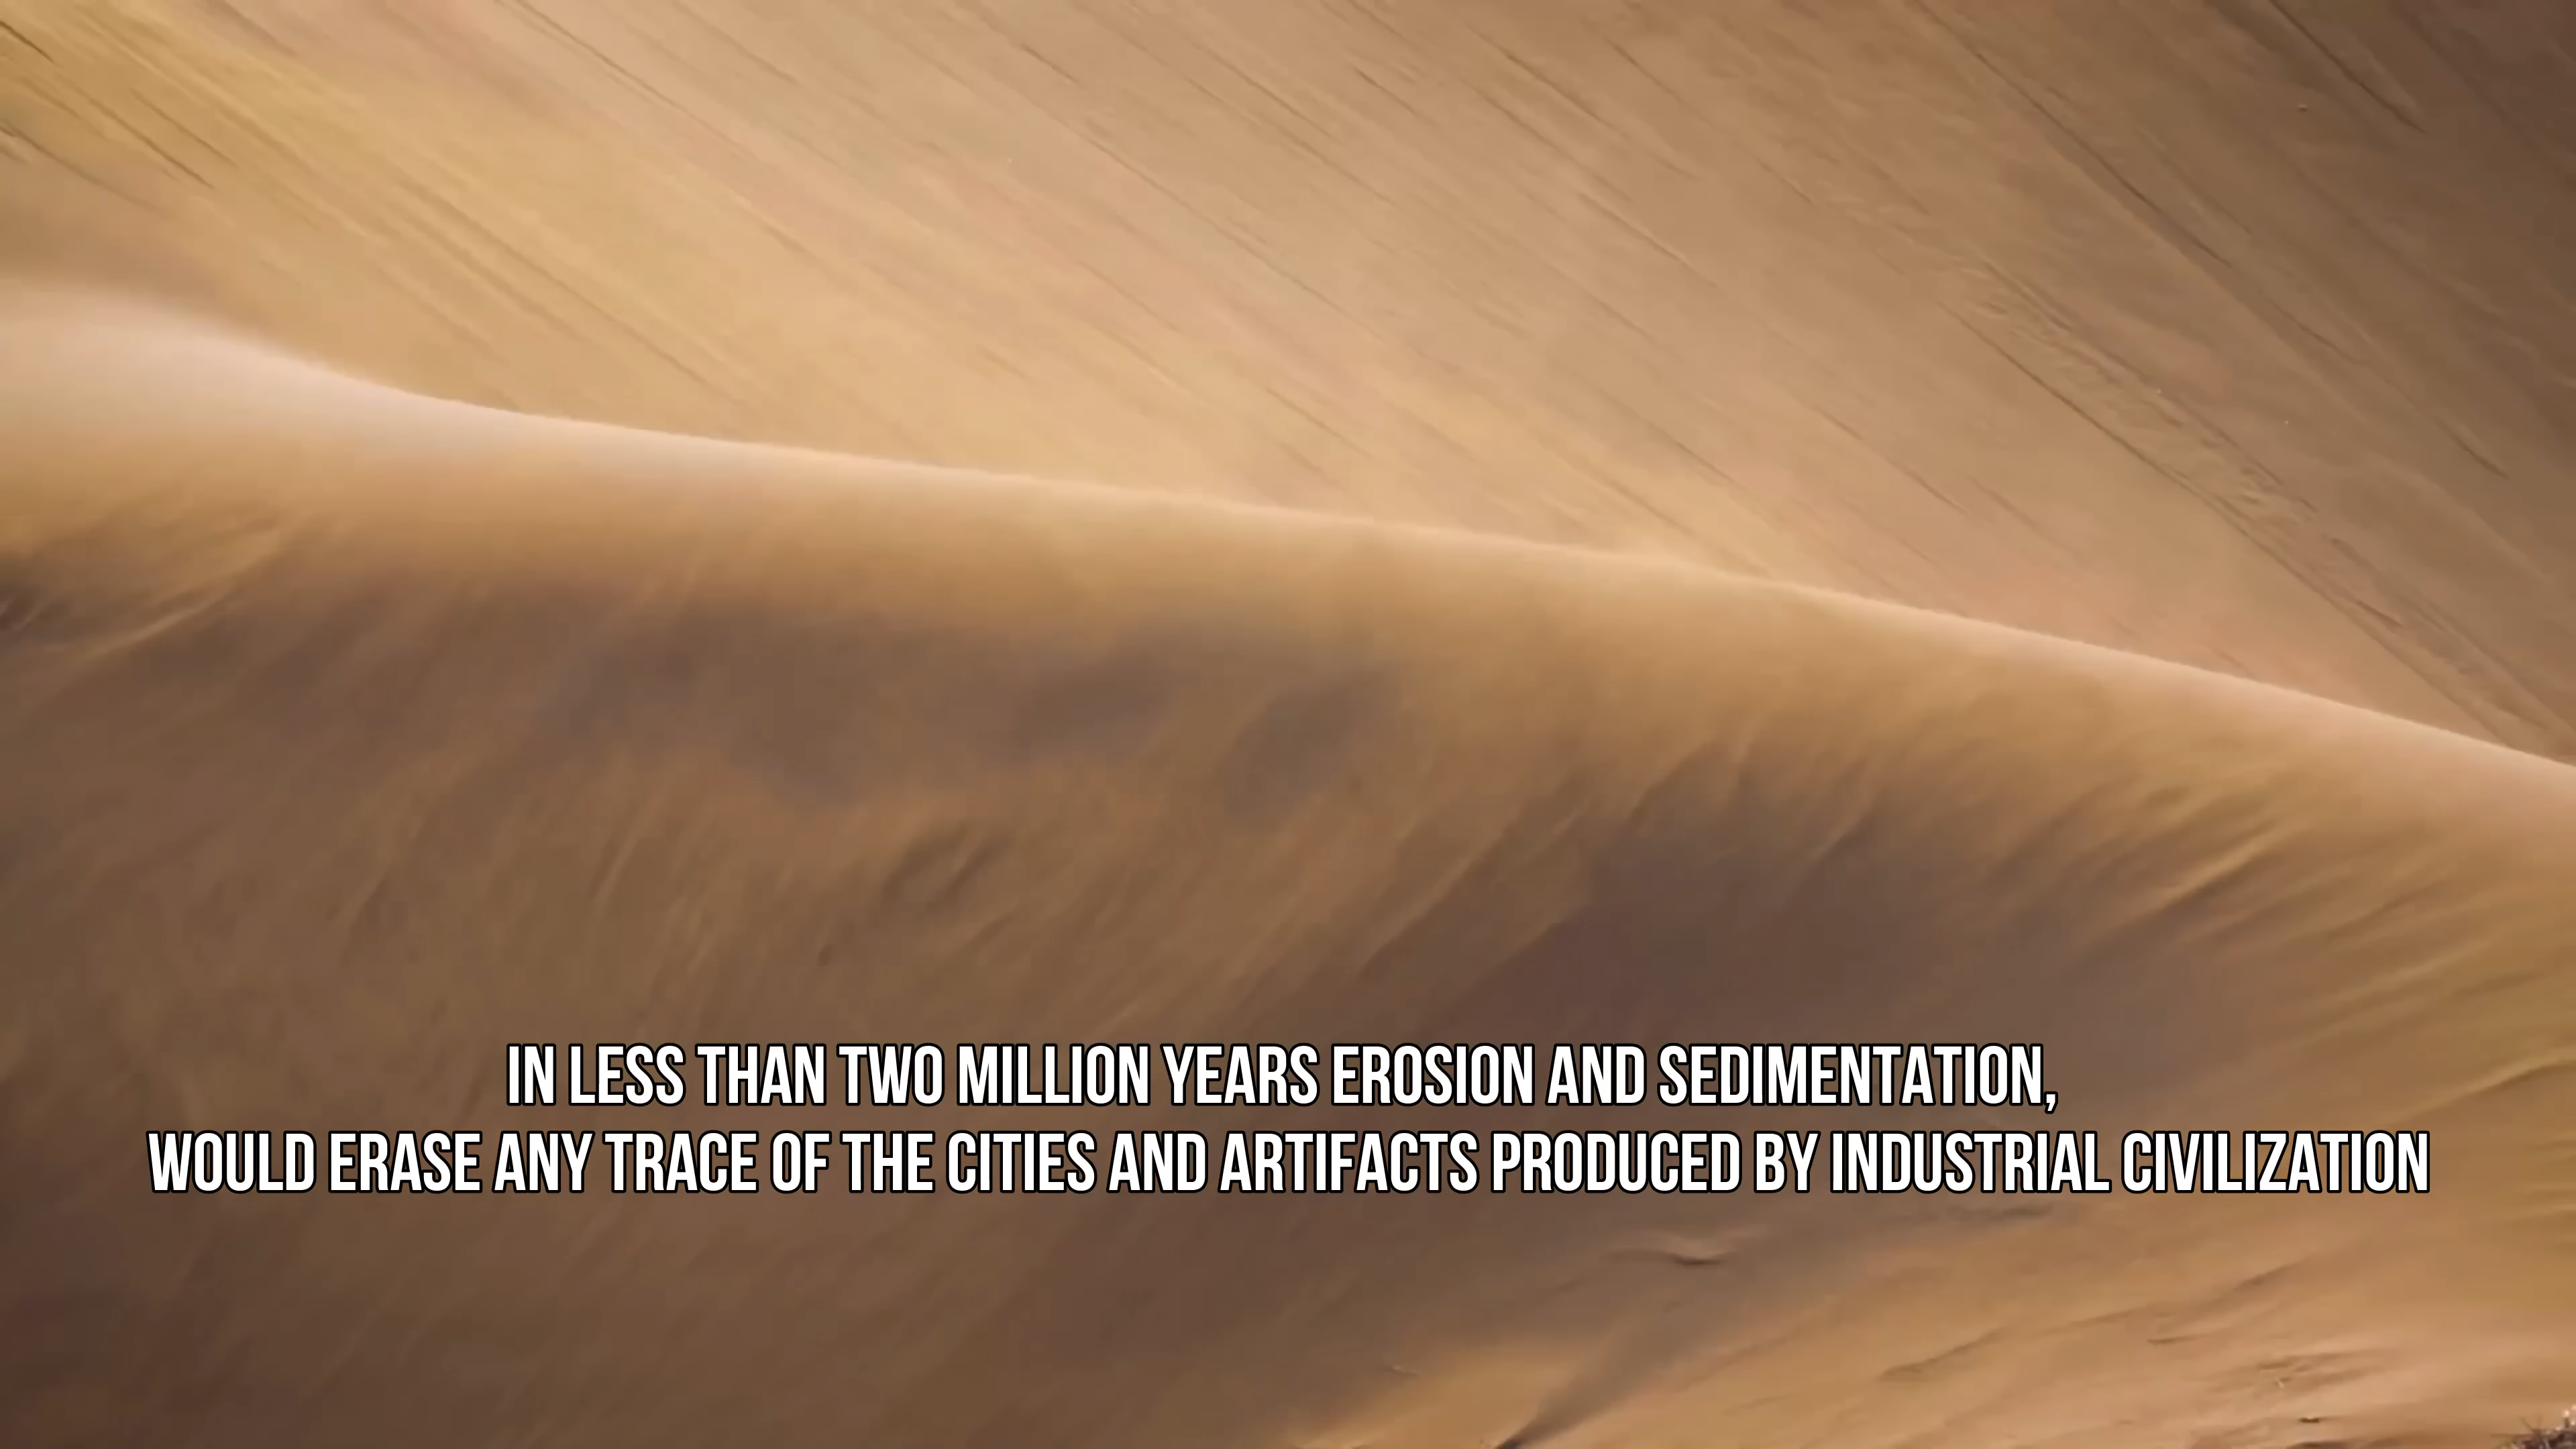 IN LESS THAN TWO MILLION YEARS EROSION AND SEDIMENTATION,
WOULD ERASE ANY TRACE OF THE CITIES AND ARTIFACTS PRODUCED BY INDUSTRIAL CIVILIZATION